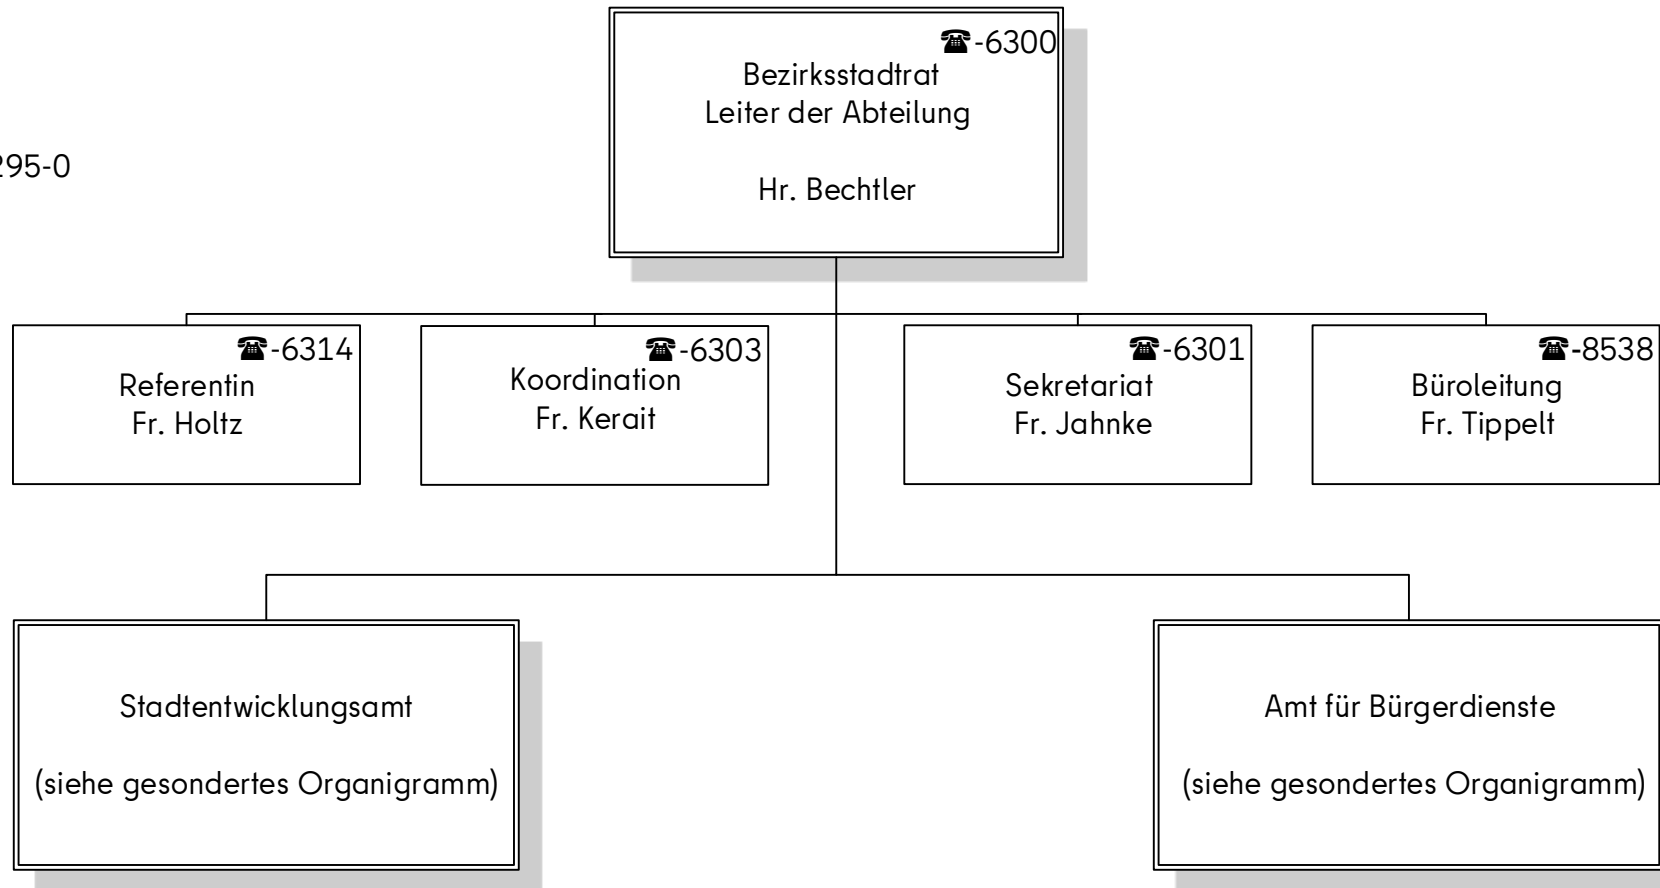 ☎-6300
Bezirksstadtrat
Leiter der Abteilung
Hr. Bechtler
295-0
☎-6314
Referentin
Fr. Holtz
☎-6303
Koordination
Fr. Kerait
☎-6301
Sekretariat
Fr. Jahnke
☎-8538
Büroleitung
Fr. Tippelt
Stadtentwicklungsamt
(siehe gesondertes Organigramm)
Amt für Bürgerdienste
(siehe gesondertes Organigramm)